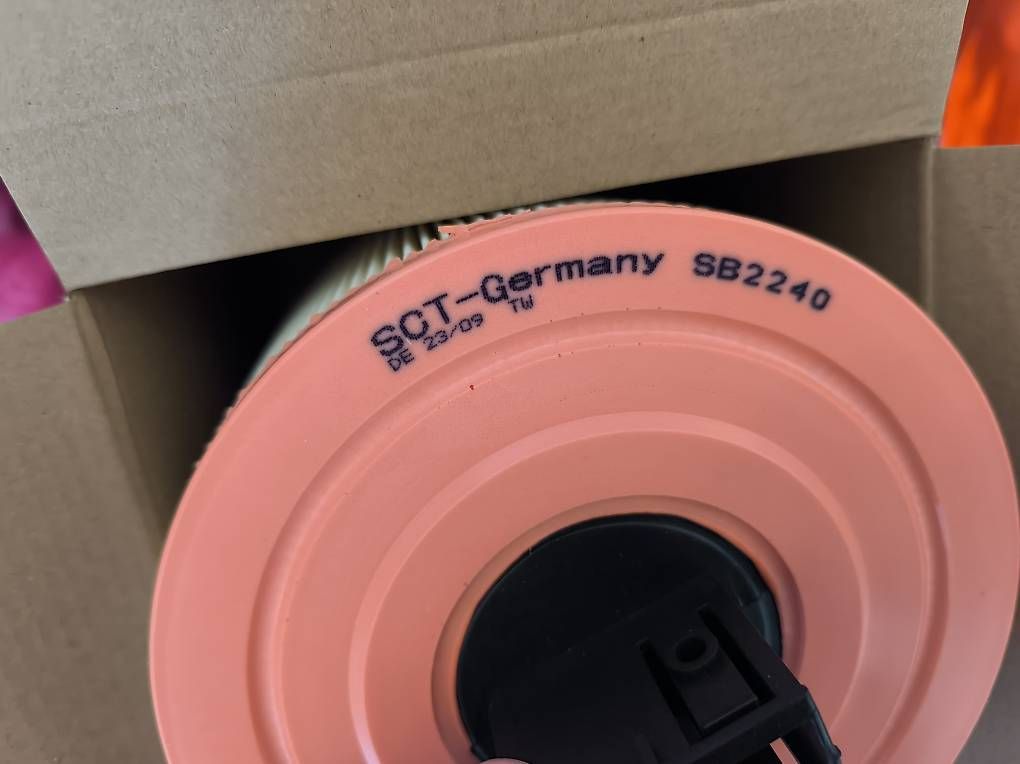 SCT-Germany SB2240
DE 23/09 TW